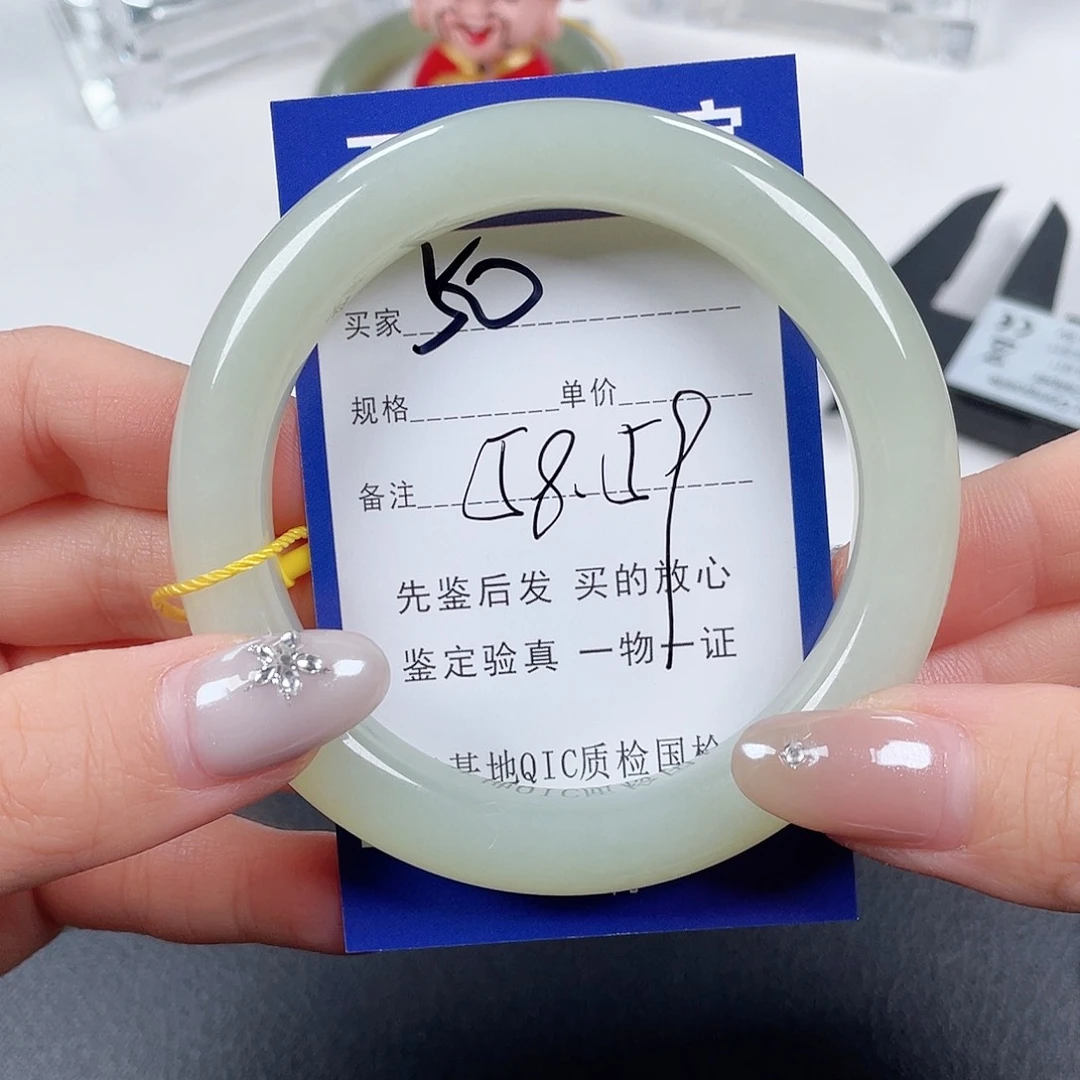 50
买家
规格 单价
58.59
备注
先鉴后发 买的放心
鉴定验真 一物一证
基地QIC质检国检